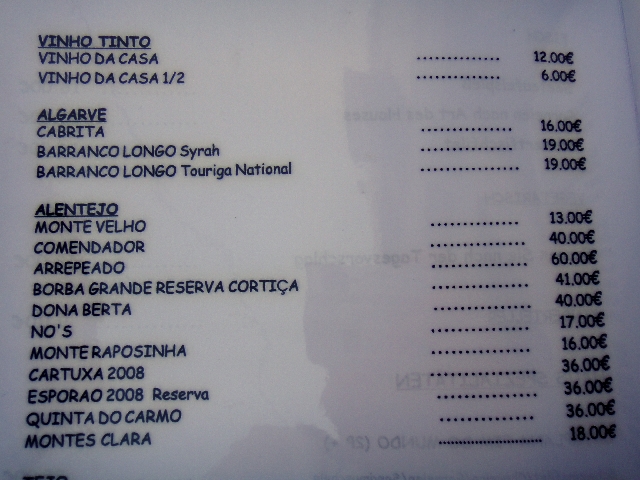 VINHO TINTO
VINHO DA CASA ............... 12.00€
VINHO DA CASA 1/2 ............... 6.00€
ALGARVE
CABRITA ................ 16.00€
BARRANCO LONGO Syrah ................ 19.00€
BARRANCO LONGO Touriga National ................. 19.00€
ALENTEJO
MONTE VELHO ............... 13.00€
COMENDADOR ................ 40.00€
ARREPEADO ................ 60.00€
BORBA GRANDE RESERVA CORTIÇA ................ 41.00€
DONA BERTA ................ 40.00€
NO'S ................ 17.00€
MONTE RAPOSINHA ................ 16.00€
CARTUXA 2008 ................ 36.00€
ESPORAO 2008 Reserva ................ 36.00€
QUINTA DO CARMO ................ 36.00€
MONTES CLARA ........................ 18.00€
TEJO